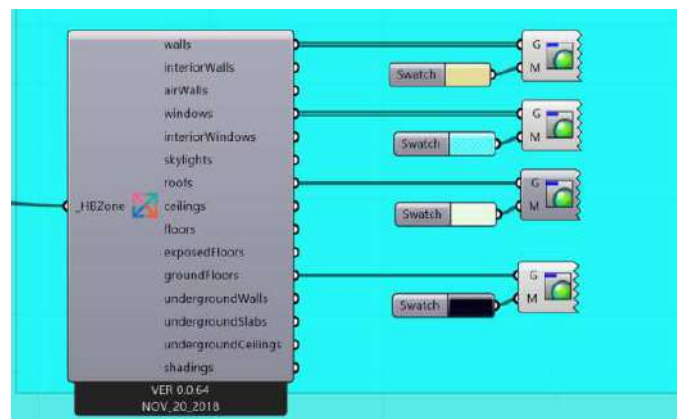 walls
interiorWalls
airWalls
windows
interiorWindows
skylights
roofs
_HBZone
ceilings
floors
exposedFloors
groundFloors
undergroundWalls
undergroundSlabs
undergroundCeilings
shadings
VER 0.0.64
NOV_20_2018
G
Swatch
M
G
Swatch
M
G
Swatch
M
G
Swatch
M